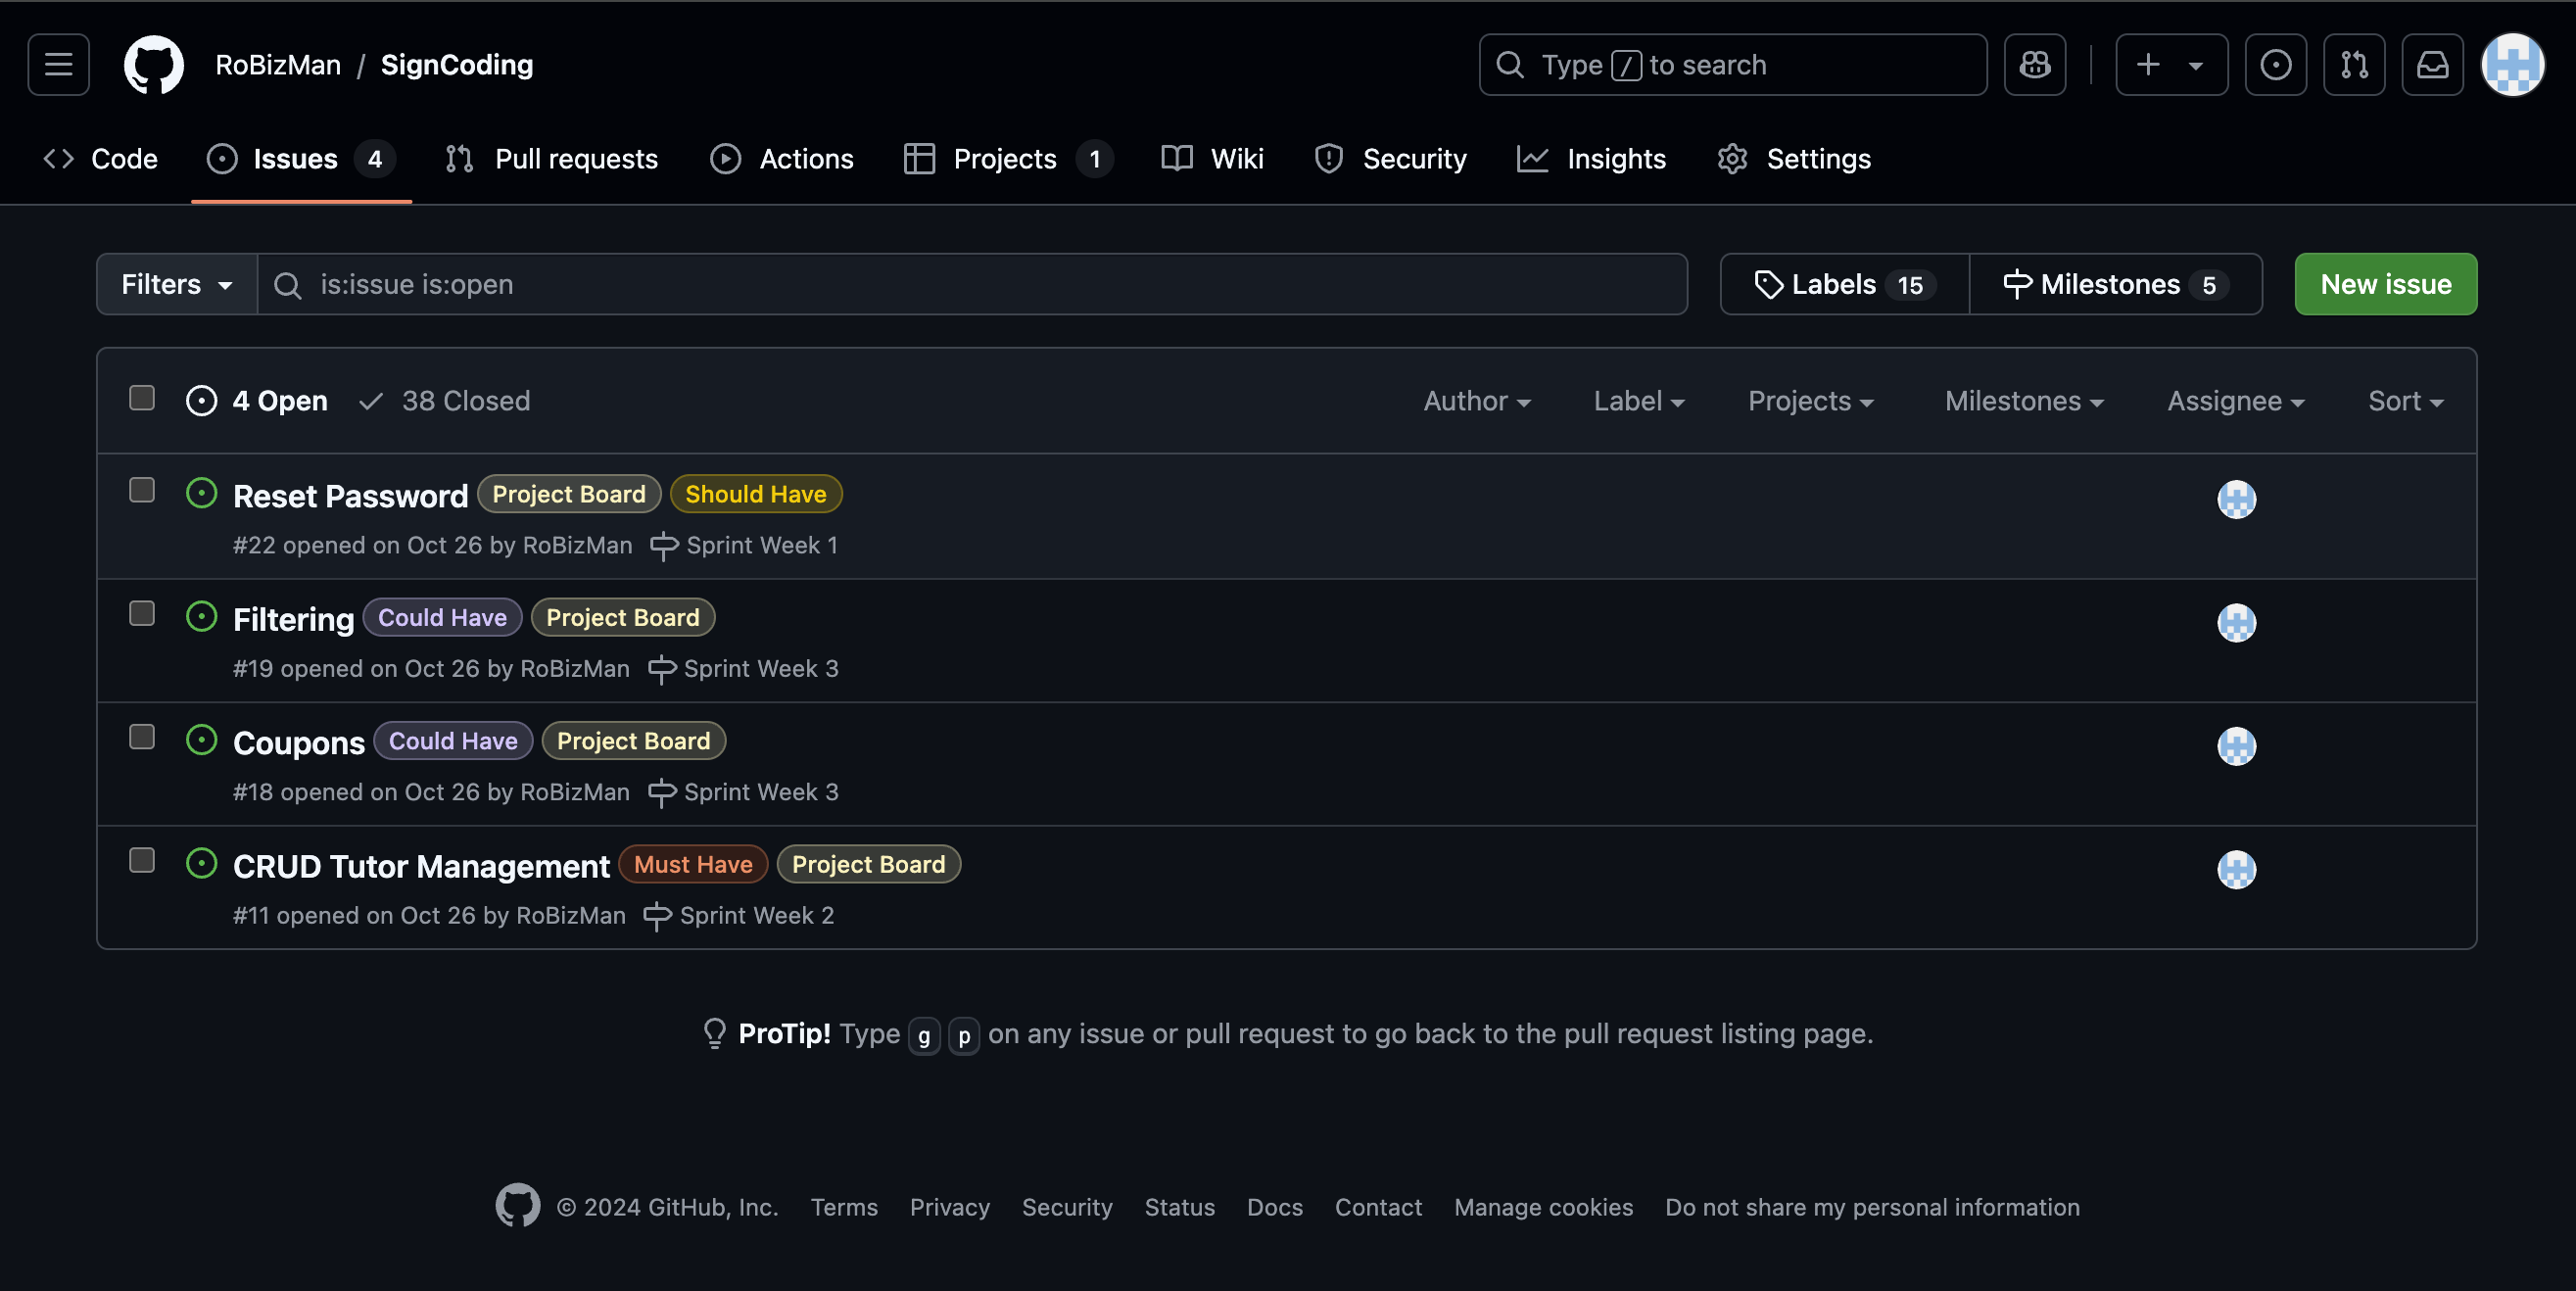 RoBizMan / SignCoding
Type / to search
Code
Issues 4
Pull requests
Actions
Projects 1
Wiki
Security
Insights
Settings
Filters
is:issue is:open
Labels 15
Milestones 5
New issue
4 Open
38 Closed
Author
Label
Projects
Milestones
Assignee
Sort
Reset Password Project Board Should Have
#22 opened on Oct 26 by RoBizMan Sprint Week 1
Filtering Could Have Project Board
#19 opened on Oct 26 by RoBizMan Sprint Week 3
Coupons Could Have Project Board
#18 opened on Oct 26 by RoBizMan Sprint Week 3
CRUD Tutor Management Must Have Project Board
#11 opened on Oct 26 by RoBizMan Sprint Week 2
ProTip! Type g p on any issue or pull request to go back to the pull request listing page.
© 2024 GitHub, Inc. Terms Privacy Security Status Docs Contact Manage cookies Do not share my personal information